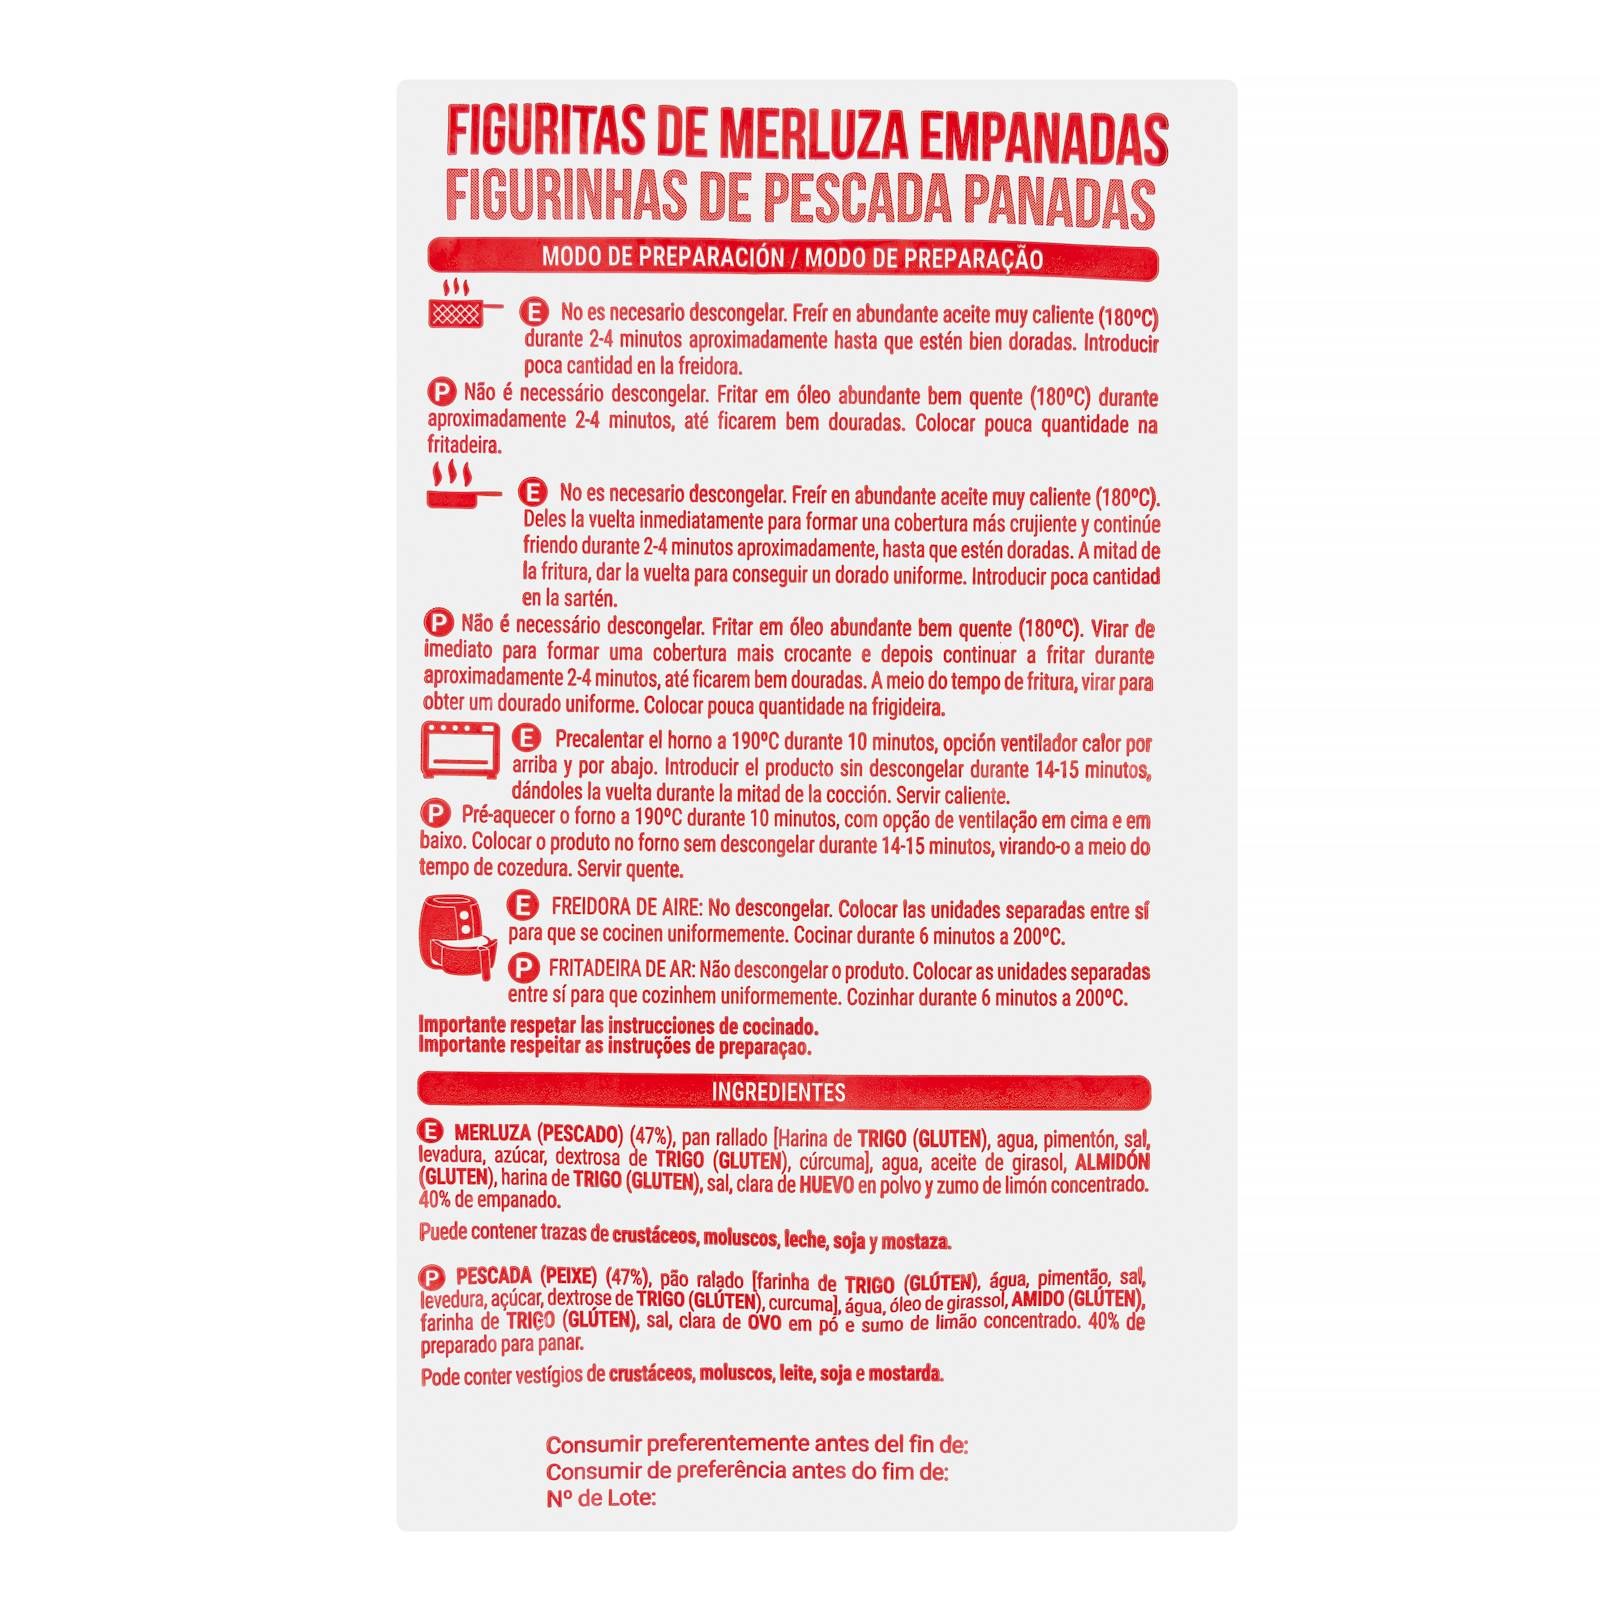 FIGURITAS DE MERLUZA EMPANADAS
FIGURINHAS DE PESCADA PANADAS
MODO DE PREPARACIÓN / MODO DE PREPARAÇÃO
E No es necesario descongelar. Freír en abundante aceite muy caliente (180ºC)
durante 2-4 minutos aproximadamente hasta que estén bien doradas. Introducir
poca cantidad en la freidora.
P Não é necessário descongelar. Fritar em óleo abundante bem quente (180ºC) durante
aproximadamente 2-4 minutos, até ficarem bem douradas. Colocar pouca quantidade na
fritadeira.
E No es necesario descongelar. Freír en abundante aceite muy caliente (180ºC).
Deles la vuelta inmediatamente para formar una cobertura más crujiente y continúe
friendo durante 2-4 minutos aproximadamente, hasta que estén doradas. A mitad de
la fritura, dar la vuelta para conseguir un dorado uniforme. Introducir poca cantidad
en la sartén.
P Não é necessário descongelar. Fritar em óleo abundante bem quente (180ºC). Virar de
imediato para formar uma cobertura mais crocante e depois continuar a fritar durante
aproximadamente 2-4 minutos, até ficarem bem douradas. A meio do tempo de fritura, virar para
obter um dourado uniforme. Colocar pouca quantidade na frigideira.
E Precalentar el horno a 190ºC durante 10 minutos, opción ventilador calor por
arriba y por abajo. Introducir el producto sin descongelar durante 14-15 minutos,
dándoles la vuelta durante la mitad de la cocción. Servir caliente.
P Pré-aquecer o forno a 190ºC durante 10 minutos, com opção de ventilação em cima e em
baixo. Colocar o produto no forno sem descongelar durante 14-15 minutos, virando-o a meio do
tempo de cozedura. Servir quente.
E FREIDORA DE AIRE: No descongelar. Colocar las unidades separadas entre sí
para que se cocinen uniformemente. Cocinar durante 6 minutos a 200ºC.
P FRITADEIRA DE AR: Não descongelar o produto. Colocar as unidades separadas
entre sí para que cozinhem uniformemente. Cozinhar durante 6 minutos a 200ºC.
Importante respetar las instrucciones de cocinado.
Importante respeitar as instruções de preparaçao.
INGREDIENTES
E MERLUZA (PESCADO) (47%), pan rallado [Harina de TRIGO (GLUTEN), agua, pimentón, sal,
levadura, azúcar, dextrosa de TRIGO (GLUTEN), cúrcuma], agua, aceite de girasol, ALMIDÓN
(GLUTEN), harina de TRIGO (GLUTEN), sal, clara de HUEVO en polvo y zumo de limón concentrado.
40% de empanado.
Puede contener trazas de crustáceos, moluscos, leche, soja y mostaza.
P PESCADA (PEIXE) (47%), pão ralado [farinha de TRIGO (GLÚTEN), água, pimentão, sal,
levedura, açúcar, dextrose de TRIGO (GLÚTEN), curcuma], água, óleo de girassol, AMIDO (GLÚTEN),
farinha de TRIGO (GLÚTEN), sal, clara de OVO em pó e sumo de limão concentrado. 40% de
preparado para panar.
Pode conter vestígios de crustáceos, moluscos, leite, soja e mostarda.
Consumir preferentemente antes del fin de:
Consumir de preferência antes do fim de:
Nº de Lote: